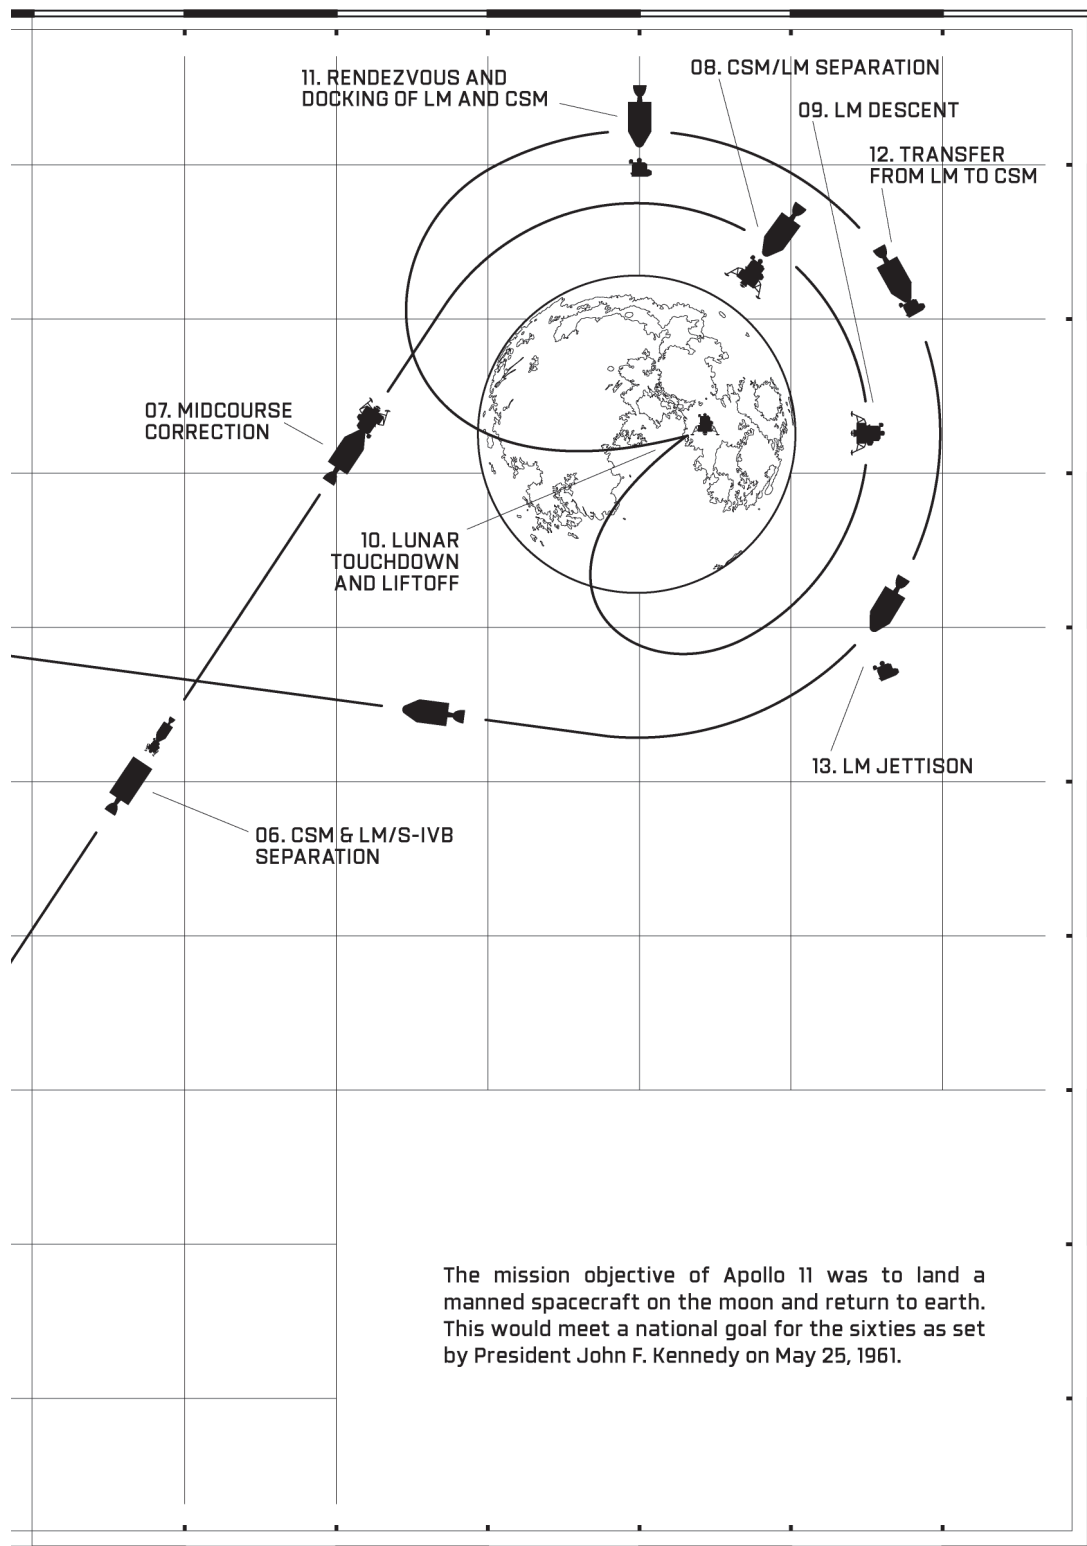 11. RENDEZVOUS AND
DOCKING OF LM AND CSM
08. CSM/LM SEPARATION
09. LM DESCENT
12. TRANSFER
FROM LM TO CSM
07. MIDCOURSE
CORRECTION
10. LUNAR
TOUCHDOWN
AND LIFTOFF
13. LM JETTISON
06. CSM & LM/S-IVB
SEPARATION
The mission objective of Apollo 11 was to land a
manned spacecraft on the moon and return to earth.
This would meet a national goal for the sixties as set
by President John F. Kennedy on May 25, 1961.